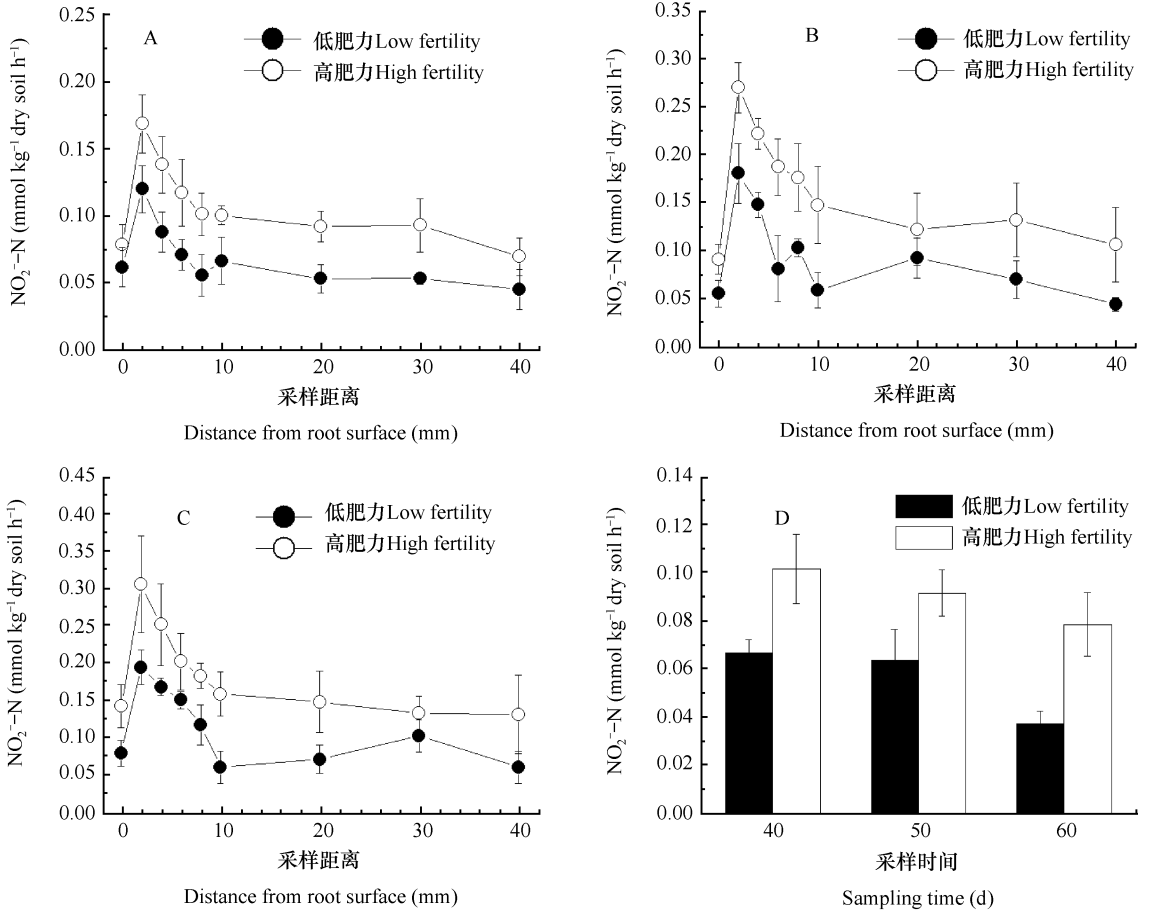 A
低肥力Low fertility
高肥力High fertility
NO₂⁻–N (mmol kg⁻¹ dry soil h⁻¹)
0.25
0.20
0.15
0.10
0.05
0.00
0 10 20 30 40
采样距离
Distance from root surface (mm)
B
低肥力Low fertility
高肥力High fertility
NO₂⁻–N (mmol kg⁻¹ dry soil h⁻¹)
0.35
0.30
0.25
0.20
0.15
0.10
0.05
0.00
0 10 20 30 40
采样距离
Distance from root surface (mm)
C
低肥力Low fertility
高肥力High fertility
NO₂⁻–N (mmol kg⁻¹ dry soil h⁻¹)
0.45
0.40
0.35
0.30
0.25
0.20
0.15
0.10
0.05
0.00
0 10 20 30 40
采样距离
Distance from root surface (mm)
D
低肥力Low fertility
高肥力High fertility
NO₂⁻–N (mmol kg⁻¹ dry soil h⁻¹)
0.14
0.12
0.10
0.08
0.06
0.04
0.02
0.00
40 50 60
采样时间
Sampling time (d)